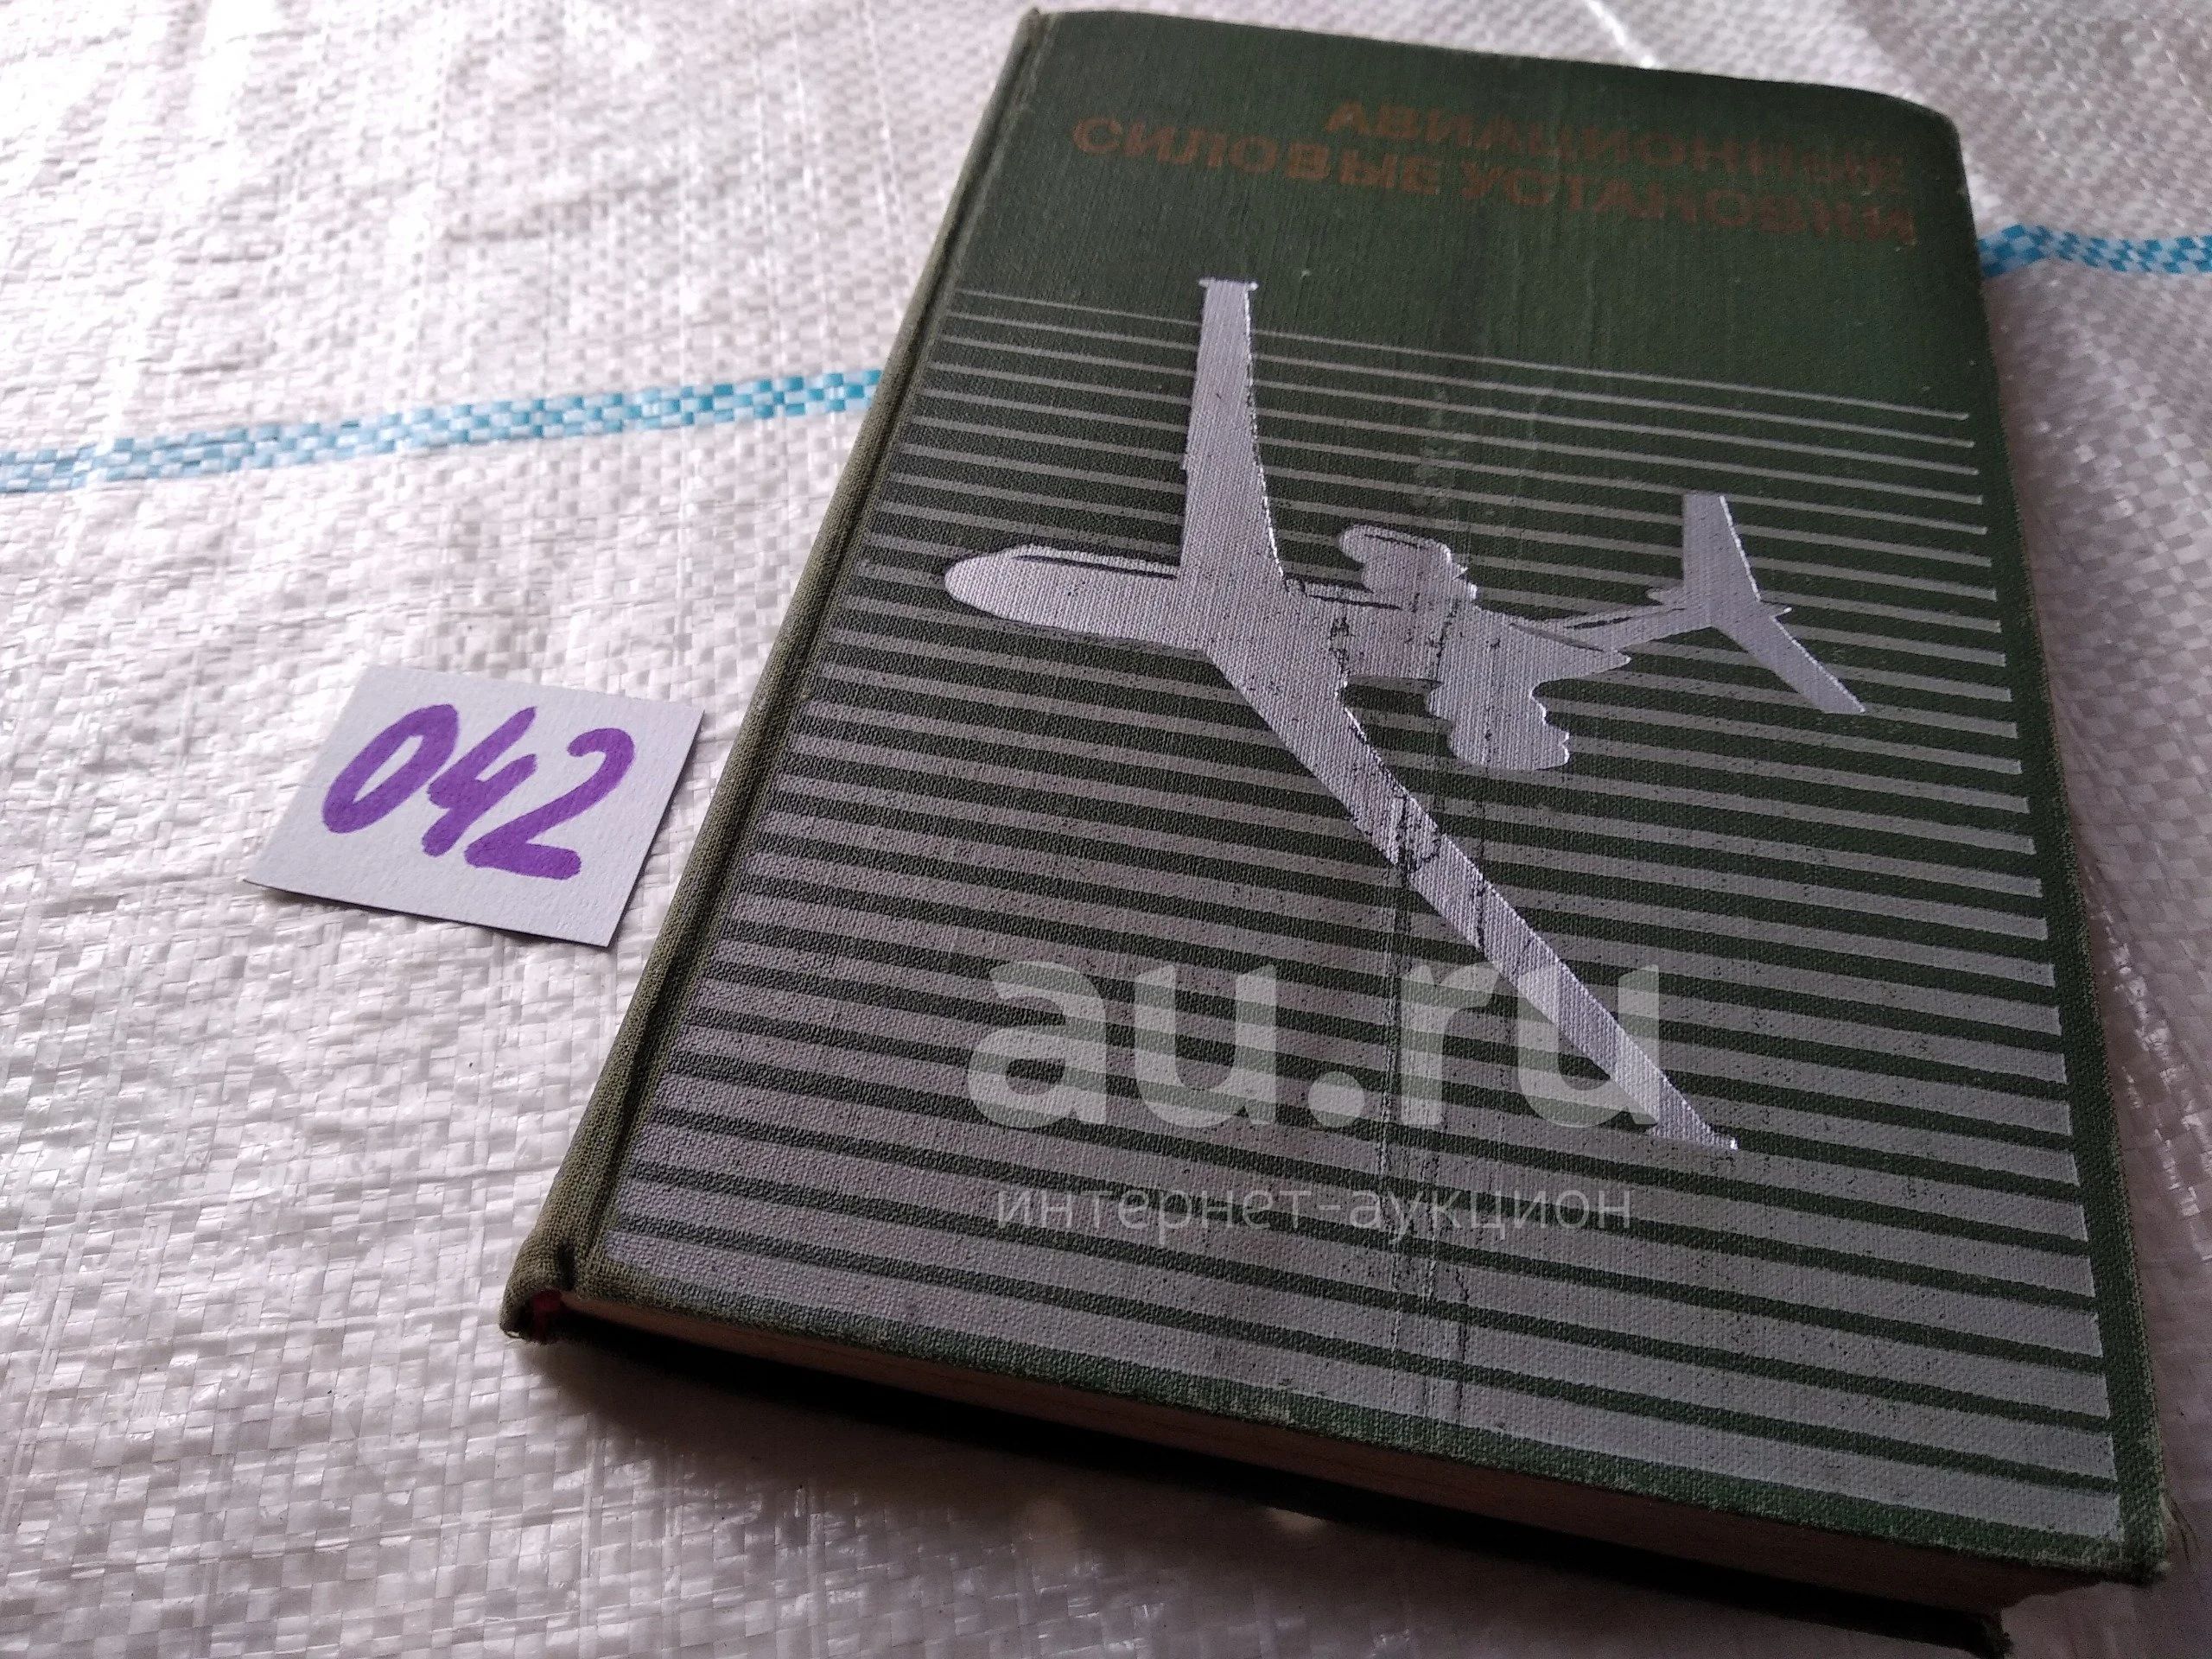 АВИАЦИОННЫЕ
СИЛОВЫЕ УСТАНОВКИ
042
au.ru
интернет-аукцион